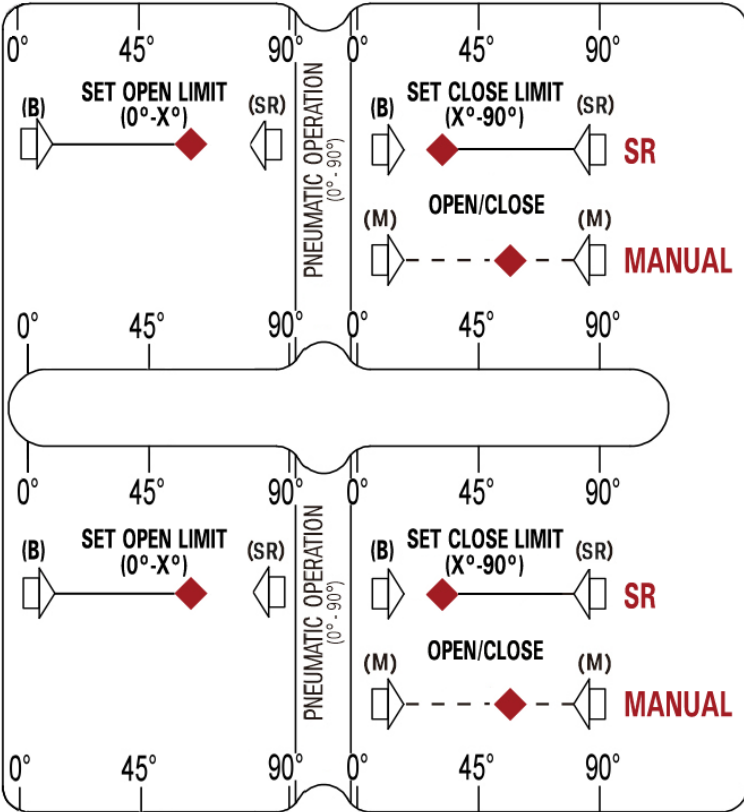 0° 45° 90° 0° 45° 90°
SET OPEN LIMIT
(0°-X°)
(B) (SR)
PNEUMATIC OPERATION
(0° - 90°)
SET CLOSE LIMIT
(X°-90°)
(B) (SR)
SR
OPEN/CLOSE
(M) (M)
MANUAL
0° 45° 90° 0° 45° 90°
0° 45° 90° 0° 45° 90°
SET OPEN LIMIT
(0°-X°)
(B) (SR)
PNEUMATIC OPERATION
(0° - 90°)
SET CLOSE LIMIT
(X°-90°)
(B) (SR)
SR
OPEN/CLOSE
(M) (M)
MANUAL
0° 45° 90° 0° 45° 90°